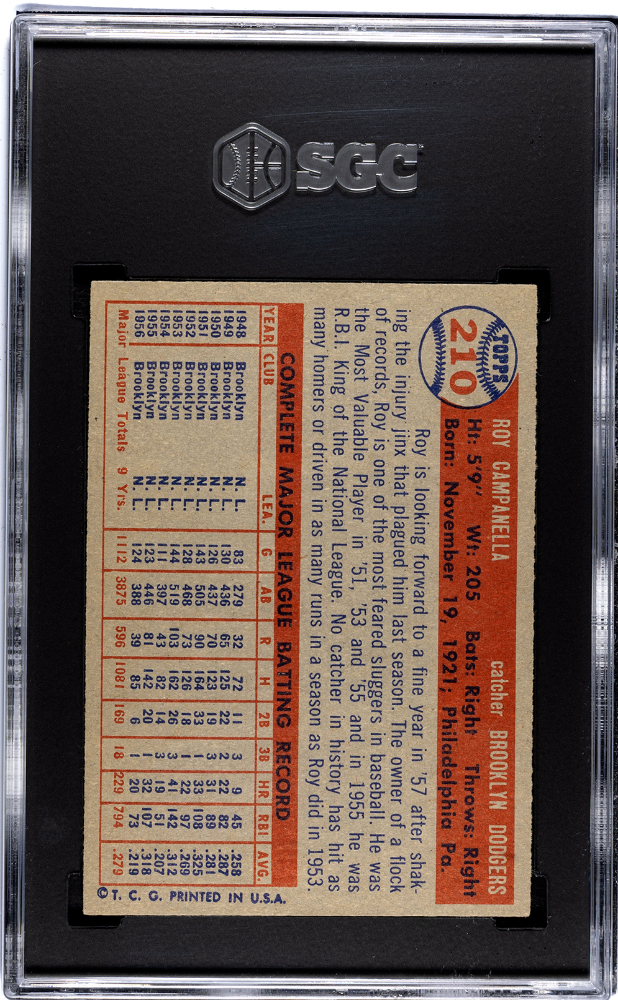 SGC
TOPPS
210
ROY CAMPANELLA catcher BROOKLYN DODGERS
Ht: 5'9" Wt: 205 Bats: Right Throws: Right
Born: November 19, 1921; Philadelphia Pa.
Roy is looking forward to a fine year in '57 after shak-
ing the injury jinx that plagued him last season. The owner of a flock
of records, Roy is one of the most feared sluggers in baseball. He was
the Most Valuable Player in '51, '53 and '55 and in 1955 he was
R.B.I. King of the National League. No catcher in history has hit as
many homers or driven in as many runs in a season as Roy did in 1953.
COMPLETE MAJOR LEAGUE BATTING RECORD
YEAR CLUB LEA. G AB R H 2B 3B HR RBI AVG.
1948 Brooklyn N. L. 83 279 32 72 11 3 9 45 .258
1949 Brooklyn N. L. 130 436 65 125 22 2 22 82 .287
1950 Brooklyn N. L. 126 437 70 123 19 3 31 89 .281
1951 Brooklyn N. L. 143 505 90 164 33 1 33 108 .325
1952 Brooklyn N. L. 128 468 73 126 18 1 22 97 .269
1953 Brooklyn N. L. 144 519 103 162 26 3 41 142 .312
1954 Brooklyn N. L. 111 397 43 82 14 3 19 51 .207
1955 Brooklyn N. L. 123 446 81 142 20 1 32 107 .318
1956 Brooklyn N. L. 124 388 39 85 6 1 20 73 .219
Major League Totals 9 Yrs. 1112 3875 596 1081 169 18 229 794 .279
© T. C. G. PRINTED IN U.S.A.